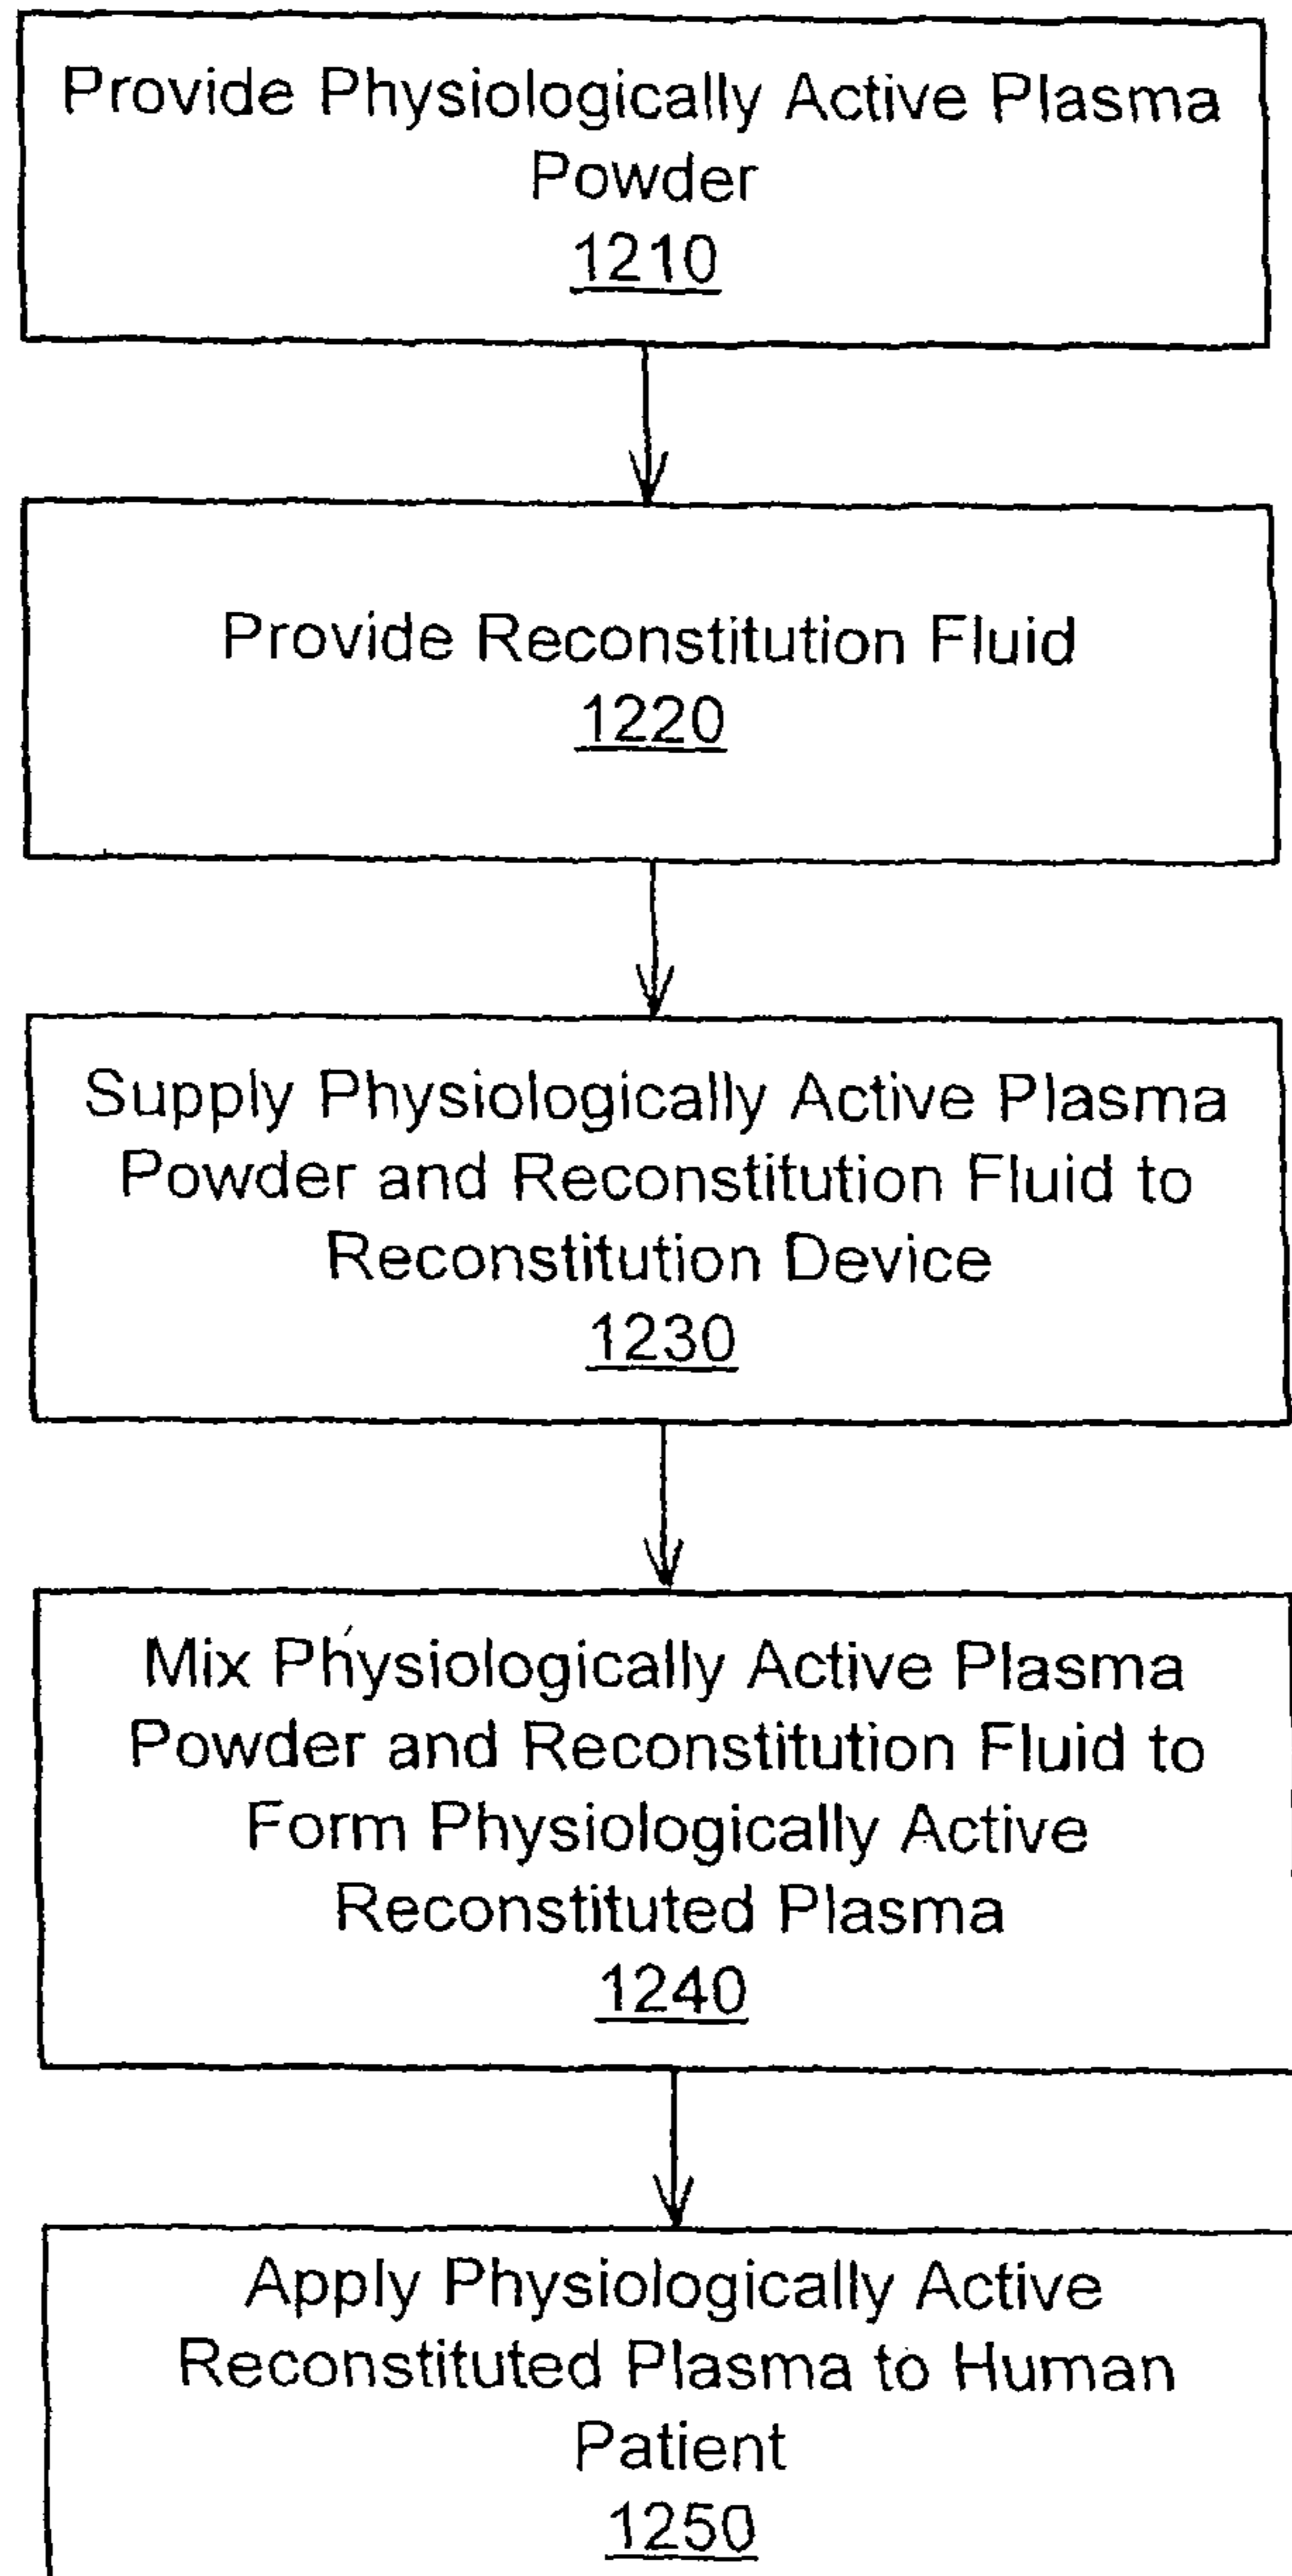 Provide Physiologically Active Plasma
Powder
1210
Provide Reconstitution Fluid
1220
Supply Physiologically Active Plasma
Powder and Reconstitution Fluid to
Reconstitution Device
1230
Mix Physiologically Active Plasma
Powder and Reconstitution Fluid to
Form Physiologically Active
Reconstituted Plasma
1240
Apply Physiologically Active
Reconstituted Plasma to Human
Patient
1250